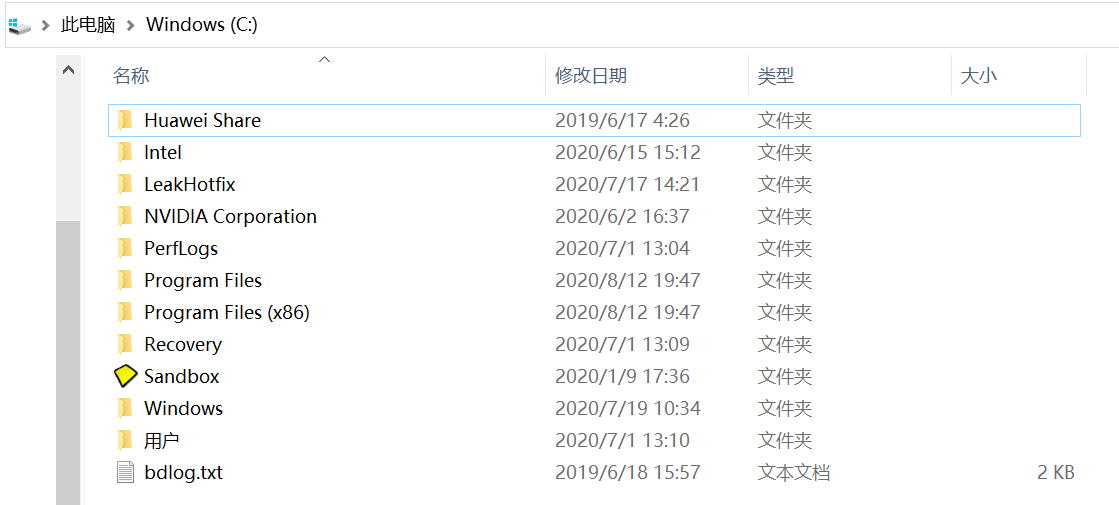 此电脑 Windows (C:)
名称 修改日期 类型 大小
Huawei Share 2019/6/17 4:26 文件夹
Intel 2020/6/15 15:12 文件夹
LeakHotfix 2020/7/17 14:21 文件夹
NVIDIA Corporation 2020/6/2 16:37 文件夹
PerfLogs 2020/7/1 13:04 文件夹
Program Files 2020/8/12 19:47 文件夹
Program Files (x86) 2020/8/12 19:47 文件夹
Recovery 2020/7/1 13:09 文件夹
Sandbox 2020/1/9 17:36 文件夹
Windows 2020/7/19 10:34 文件夹
用户 2020/7/1 13:10 文件夹
bdlog.txt 2019/6/18 15:57 文本文档 2 KB